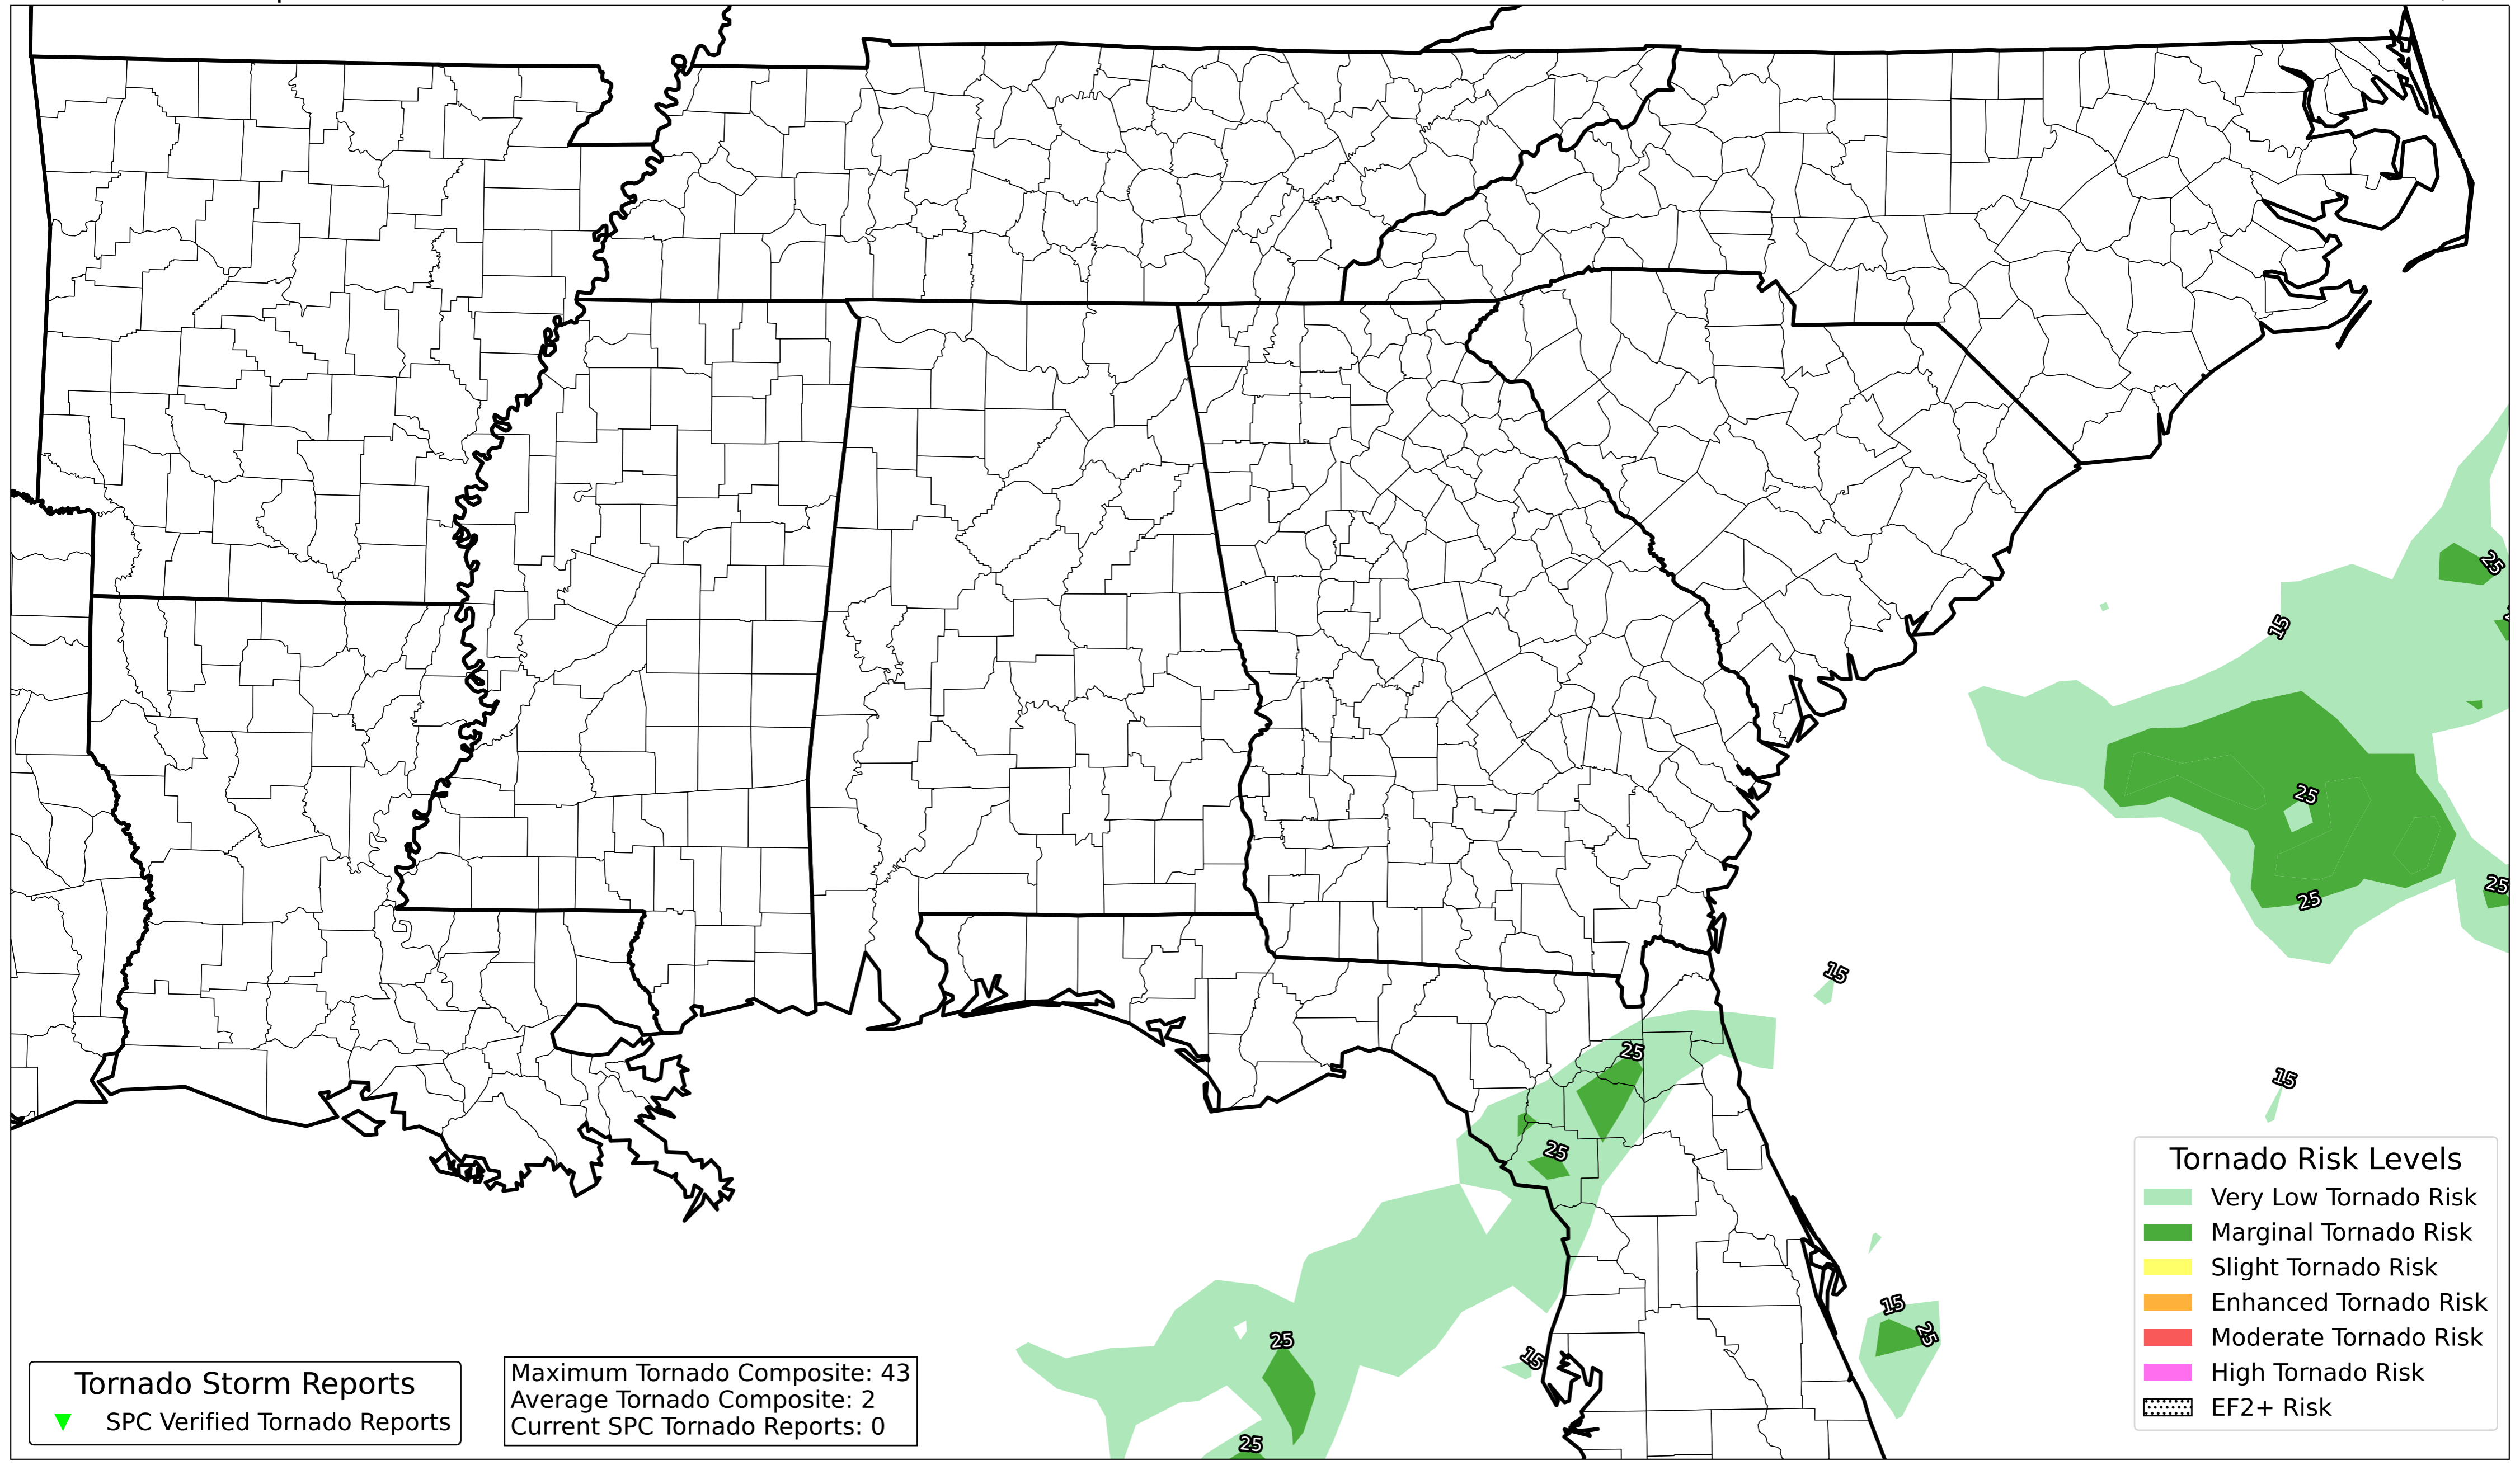 25
15
25
25
25
15
25
15
25
15
25
25
15
25
15
Tornado Risk Levels
Very Low Tornado Risk
Marginal Tornado Risk
Slight Tornado Risk
Enhanced Tornado Risk
Moderate Tornado Risk
High Tornado Risk
EF2+ Risk
Tornado Storm Reports
SPC Verified Tornado Reports
Maximum Tornado Composite: 43
Average Tornado Composite: 2
Current SPC Tornado Reports: 0